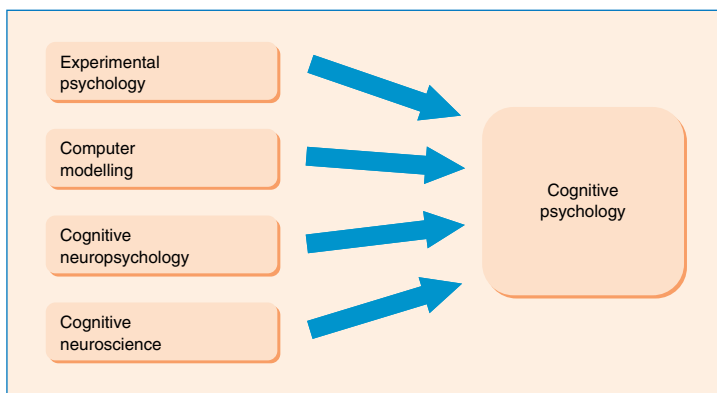 Experimental
psychology
Computer
modelling
Cognitive
neuropsychology
Cognitive
neuroscience
Cognitive
psychology